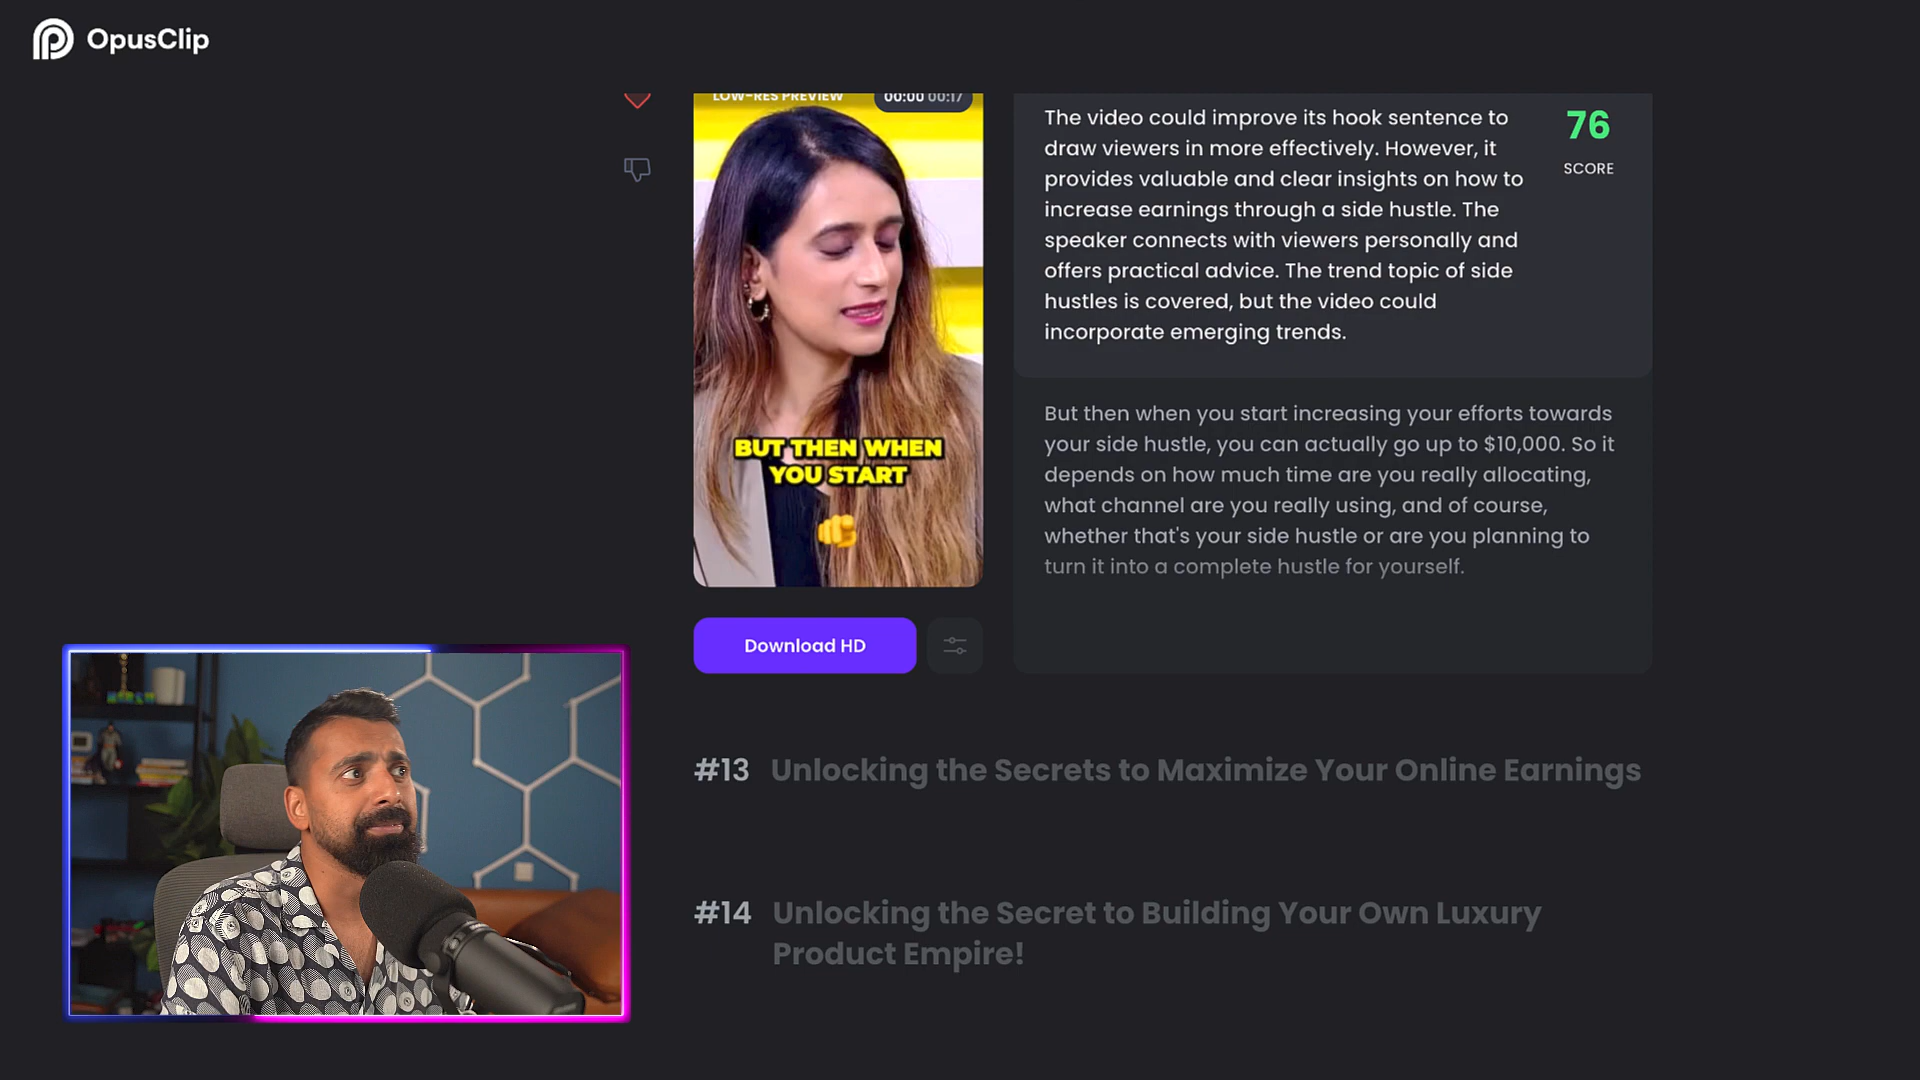 OpusClip
LOW-RES PREVIEW
00:00 00:17
BUT THEN WHEN
YOU START
Download HD
The video could improve its hook sentence to
draw viewers in more effectively. However, it
provides valuable and clear insights on how to
increase earnings through a side hustle. The
speaker connects with viewers personally and
offers practical advice. The trend topic of side
hustles is covered, but the video could
incorporate emerging trends.
76
SCORE
But then when you start increasing your efforts towards
your side hustle, you can actually go up to $10,000. So it
depends on how much time are you really allocating,
what channel are you really using, and of course,
whether that's your side hustle or are you planning to
turn it into a complete hustle for yourself.
#13 Unlocking the Secrets to Maximize Your Online Earnings
#14 Unlocking the Secret to Building Your Own Luxury
Product Empire!